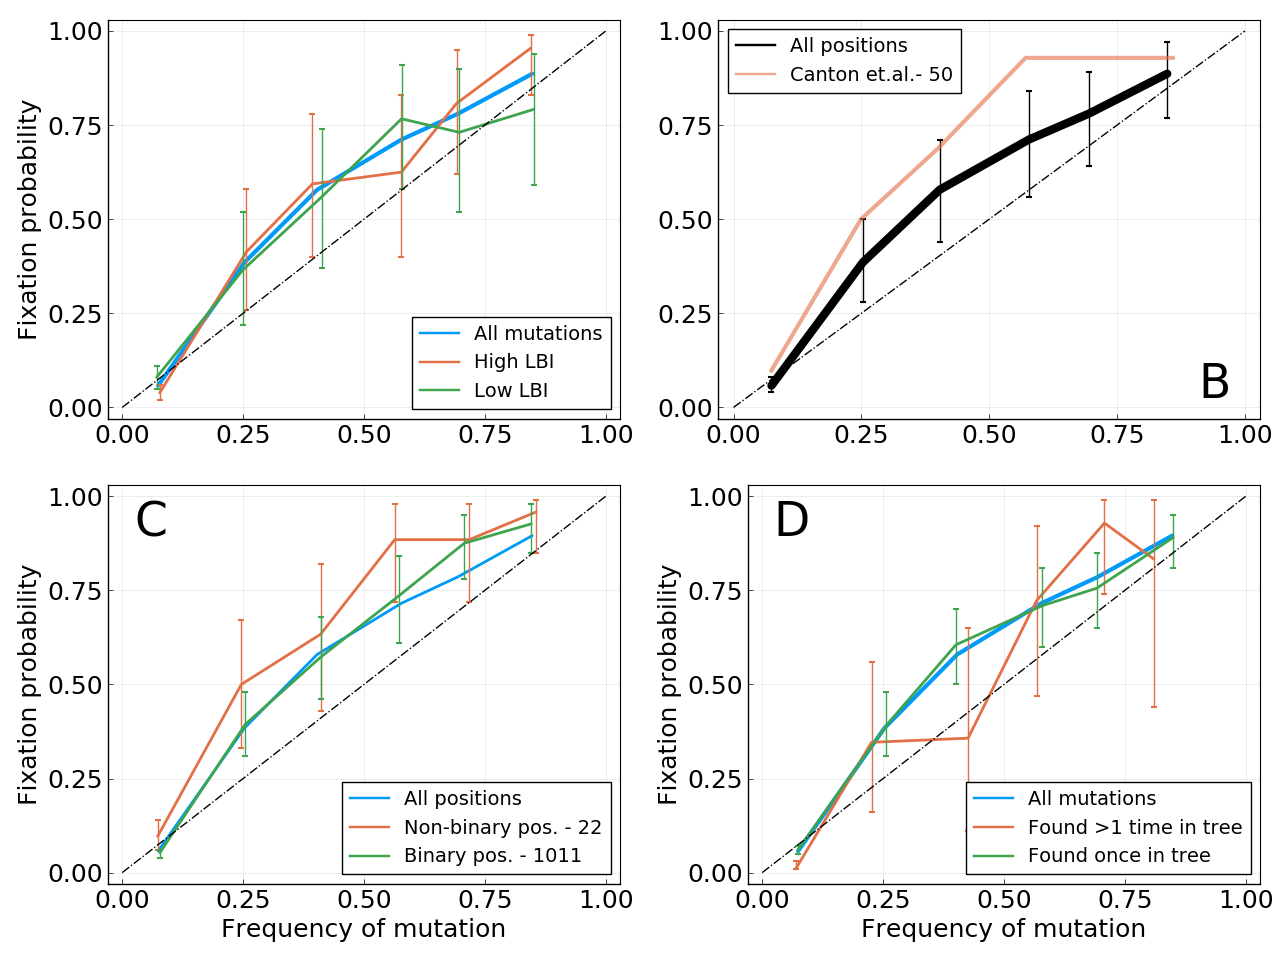 1.00
0.75
0.50
0.25
0.00
Fixation probability
All mutations
High LBI
Low LBI
0.00 0.25 0.50 0.75 1.00
1.00
0.75
0.50
0.25
0.00
All positions
Canton et.al.- 50
B
0.00 0.25 0.50 0.75 1.00
1.00
0.75
0.50
0.25
0.00
Fixation probability
C
All positions
Non-binary pos. - 22
Binary pos. - 1011
0.00 0.25 0.50 0.75 1.00
Frequency of mutation
1.00
0.75
0.50
0.25
0.00
Fixation probability
D
All mutations
Found >1 time in tree
Found once in tree
0.00 0.25 0.50 0.75 1.00
Frequency of mutation